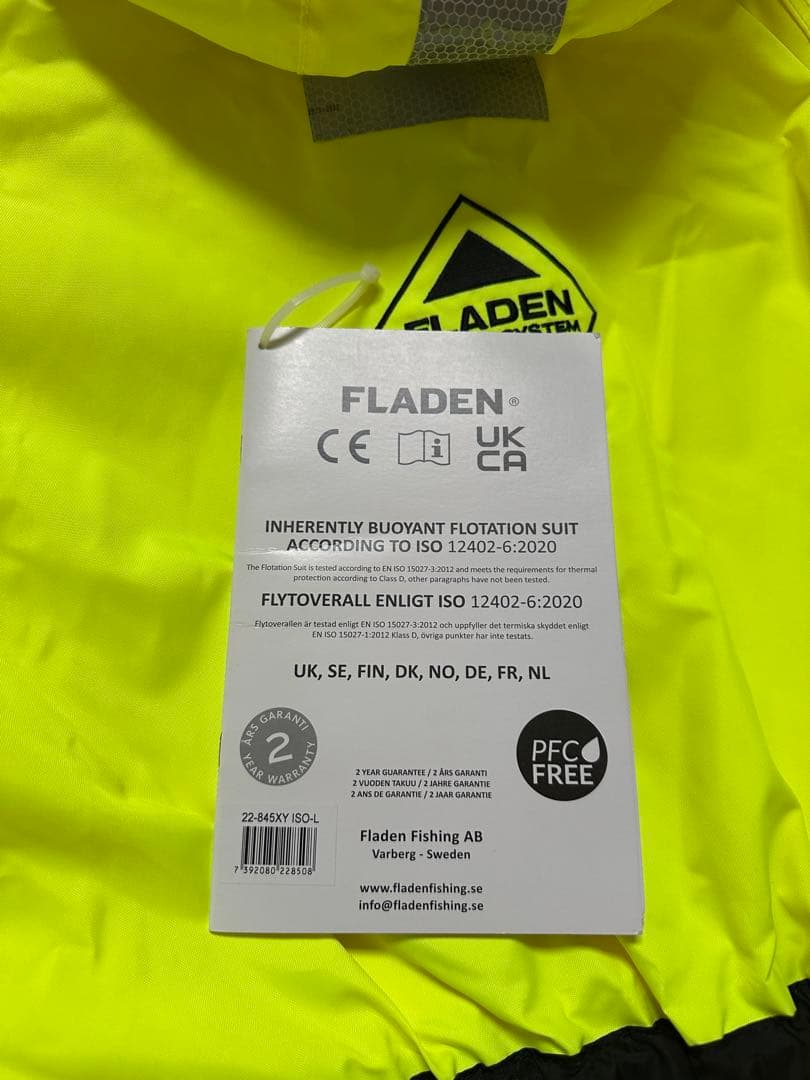 FLADEN
SYSTEM
FLADEN®
CE i UK
CA
INHERENTLY BUOYANT FLOTATION SUIT
ACCORDING TO ISO 12402-6:2020
The Flotation Suit is tested according to EN ISO 15027-3:2012 and meets the requirements for thermal
protection according to Class D, other paragraphs have not been tested.
FLYTOVERALL ENLIGT ISO 12402-6:2020
Flytoverallen är testad enligt EN ISO 15027-3:2012 och uppfyller det termiska skyddet enligt
EN ISO 15027-1:2012 Klass D, övriga punkter har inte testats.
UK, SE, FIN, DK, NO, DE, FR, NL
2 ÅRS GARANTI
YEAR WARRANTY
PFC
FREE
2 YEAR GUARANTEE / 2 ÅRS GARANTI
2 VUODEN TAKUU / 2 JAHRE GARANTIE
2 ANS DE GARANTIE / 2 JAAR GARANTIE
22-845XY ISO-L
7 392080 228508
Fladen Fishing AB
Varberg - Sweden
www.fladenfishing.se
info@fladenfishing.se